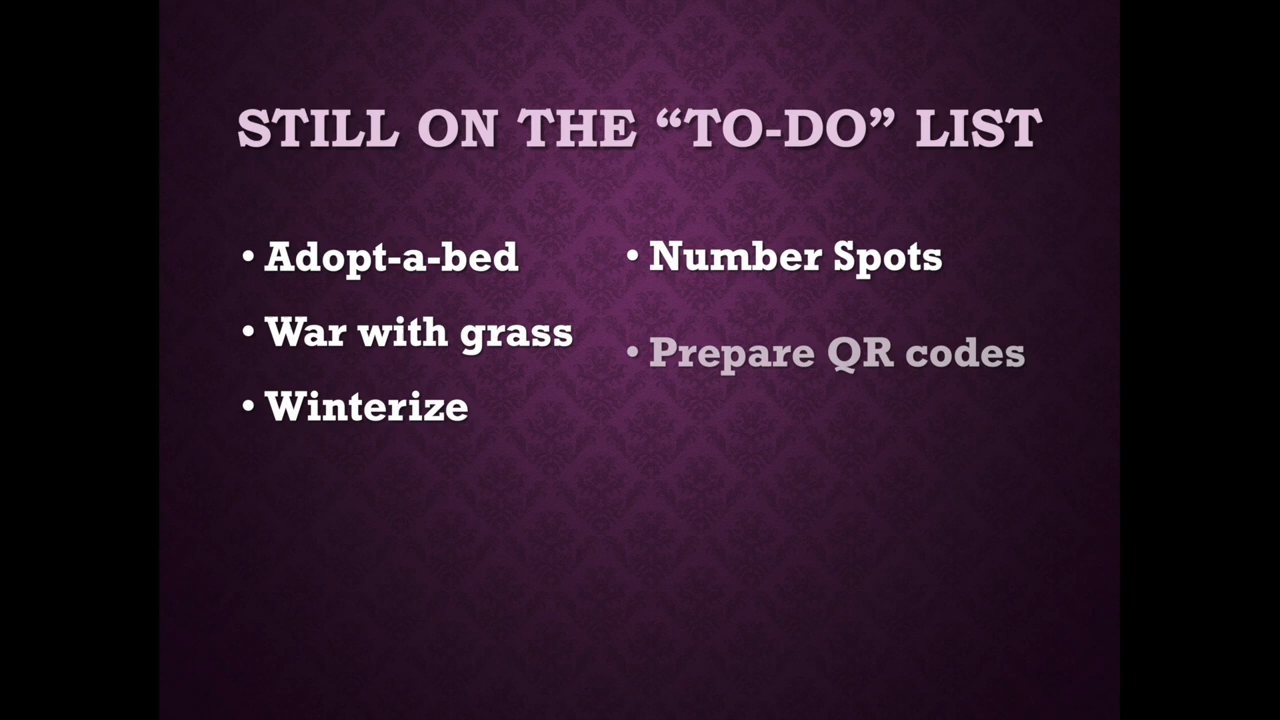 STILL ON THE “TO-DO” LIST
• Adopt-a-bed
• War with grass
• Winterize
• Number Spots
• Prepare QR codes